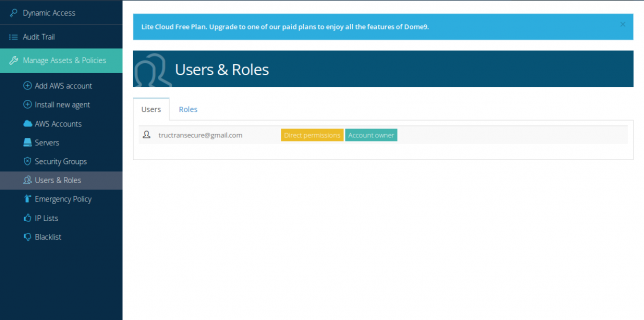 Dynamic Access
Audit Trail
Manage Assets & Policies
Add AWS account
Install new agent
AWS Accounts
Servers
Security Groups
Users & Roles
Emergency Policy
IP Lists
Blacklist
Lite Cloud Free Plan. Upgrade to one of our paid plans to enjoy all the features of Dome9.
×
Users & Roles
Users Roles
tructransecure@gmail.com Direct permissions Account owner